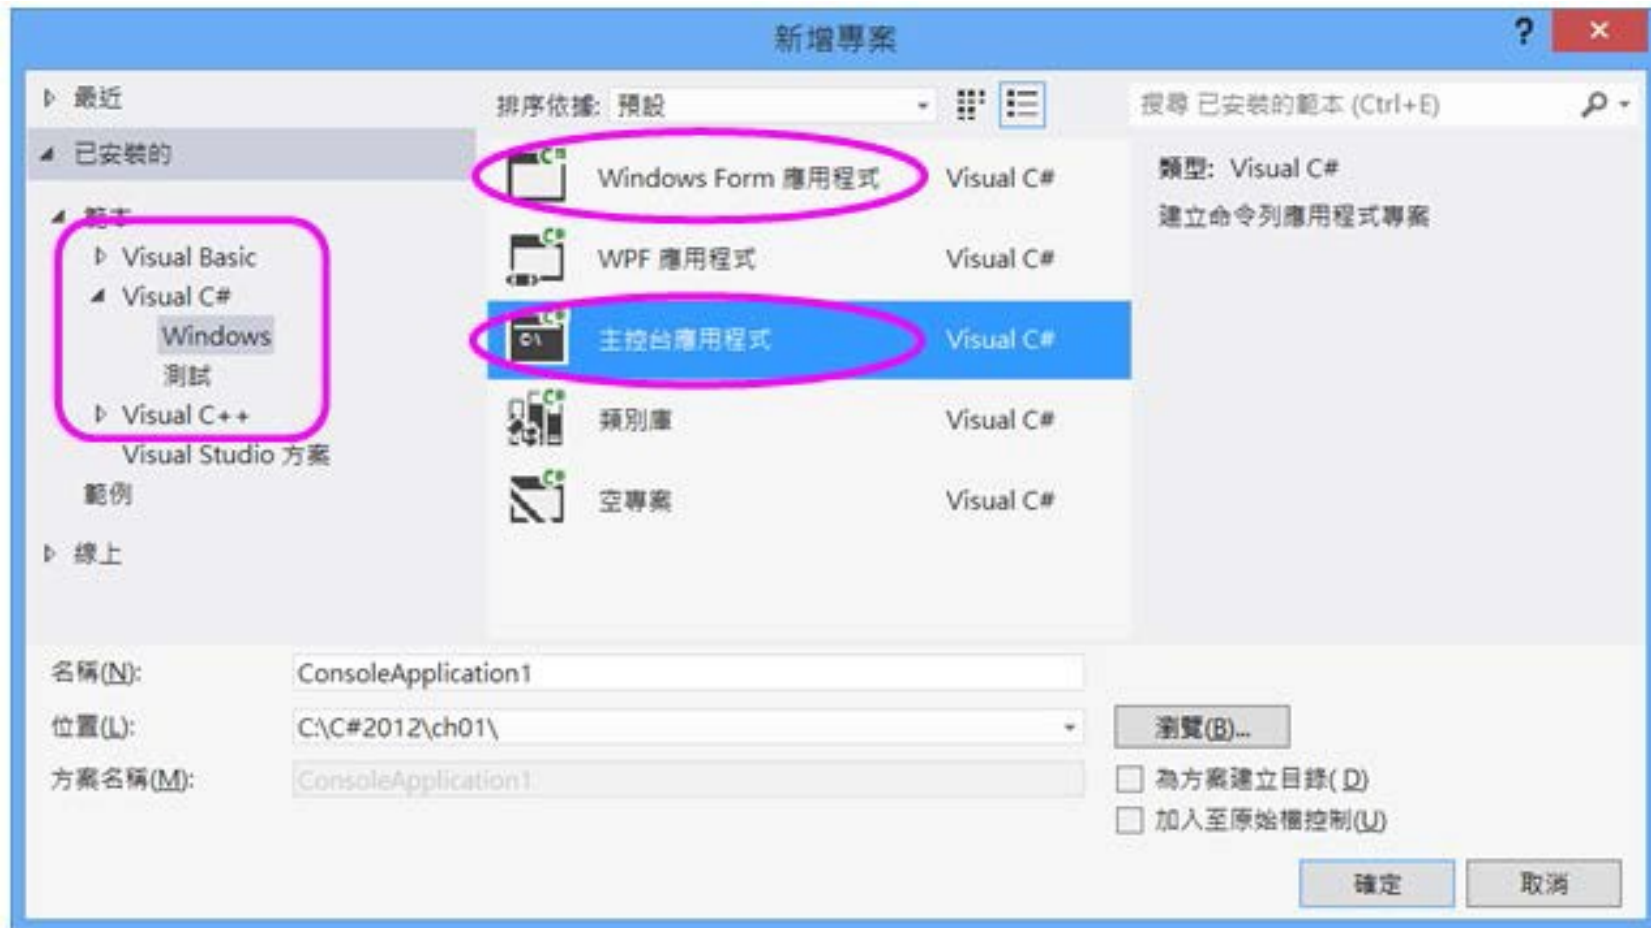 新增專案
?
最近
已安裝的
範本
Visual Basic
Visual C#
Windows
測試
Visual C++
Visual Studio 方案
範例
線上
排序依據: 預設
Windows Form 應用程式 Visual C#
WPF 應用程式 Visual C#
C:\ 主控台應用程式 Visual C#
類別庫 Visual C#
空專案 Visual C#
搜尋 已安裝的範本 (Ctrl+E)
類型: Visual C#
建立命令列應用程式專案
名稱(N): ConsoleApplication1
位置(L): C:\C#2012\ch01\
瀏覽(B)...
方案名稱(M): ConsoleApplication1
為方案建立目錄( D)
加入至原始檔控制(U)
確定 取消